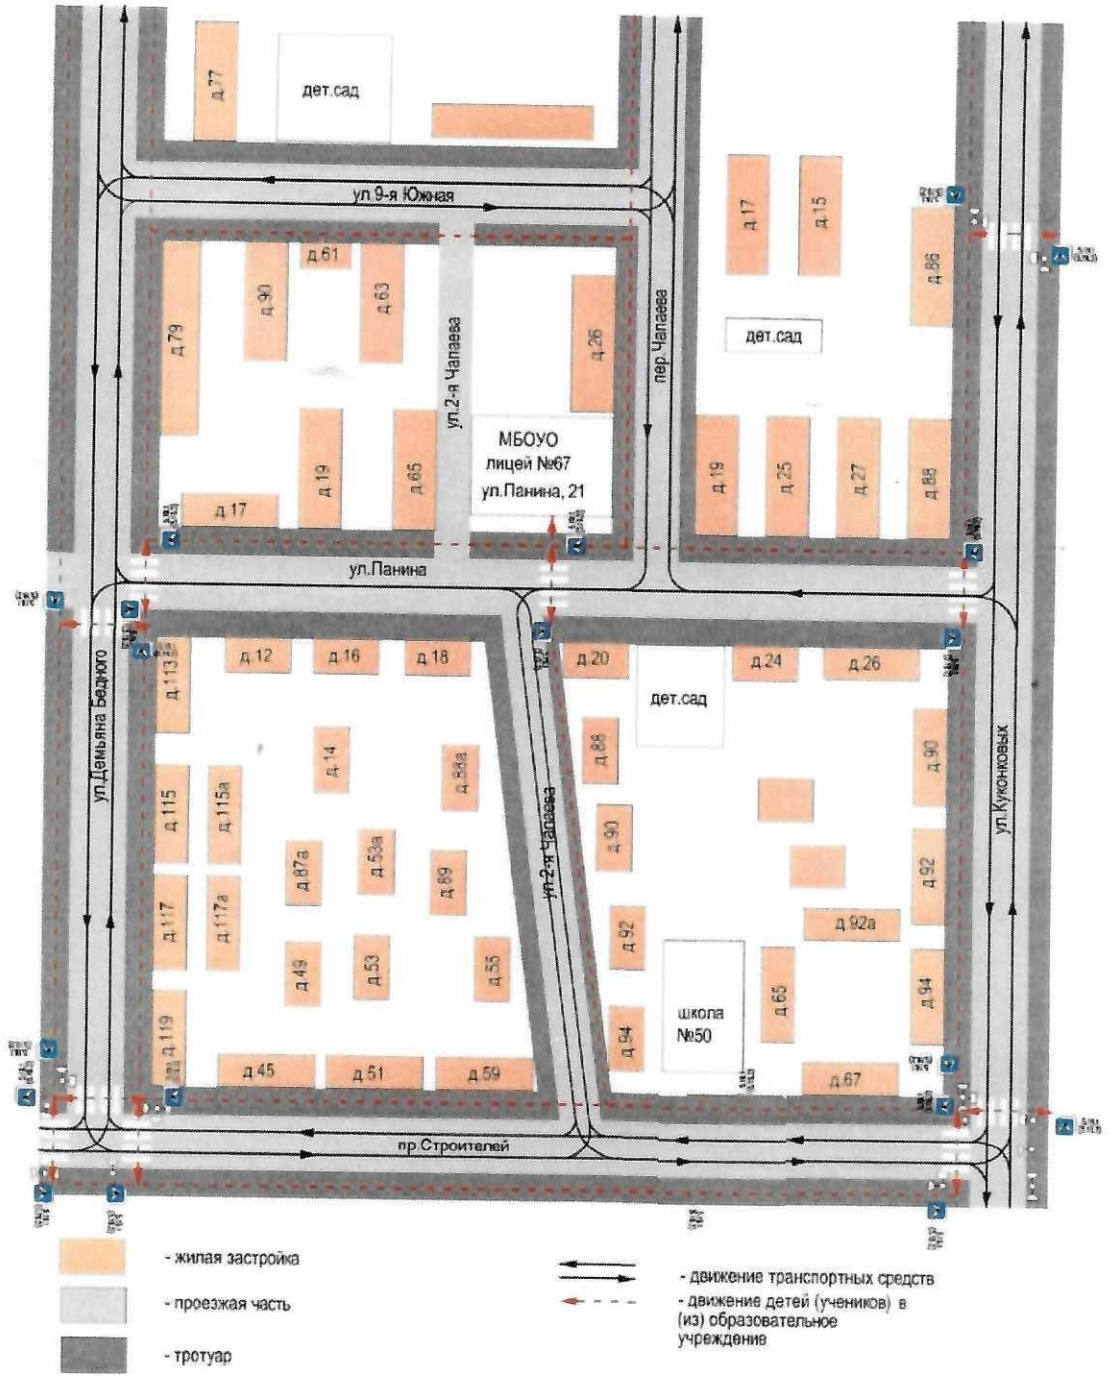 д.77
дет.сад
ул.9-я Южная
д.17
д.15
д.86
д.61
д.90
д.63
д.79
д.26
ул.2-я Чапаева
пер.Чапаева
дет.сад
д.19
д.65
МБОУО
лицей №67
ул.Панина, 21
д.19
д.25
д.27
д.88
д.17
ул.Панина
д.113
д.12
д.16
д.18
д.20
дет.сад
д.24
д.26
ул.Демьяна Бедного
д.14
д.88а
д.88
д.90
ул.Куконковых
д.115
д.115а
д.87а
д.53а
д.89
д.90
ул.2-я Чапаева
д.92
д.92а
д.117
д.117а
д.49
д.53
д.55
д.92
школа
№50
д.65
д.94
д.119
д.45
д.51
д.59
д.94
д.67
пр.Строителей
- жилая застройка
- проезжая часть
- тротуар
- движение транспортных средств
- движение детей (учеников) в
(из) образовательное
учреждение